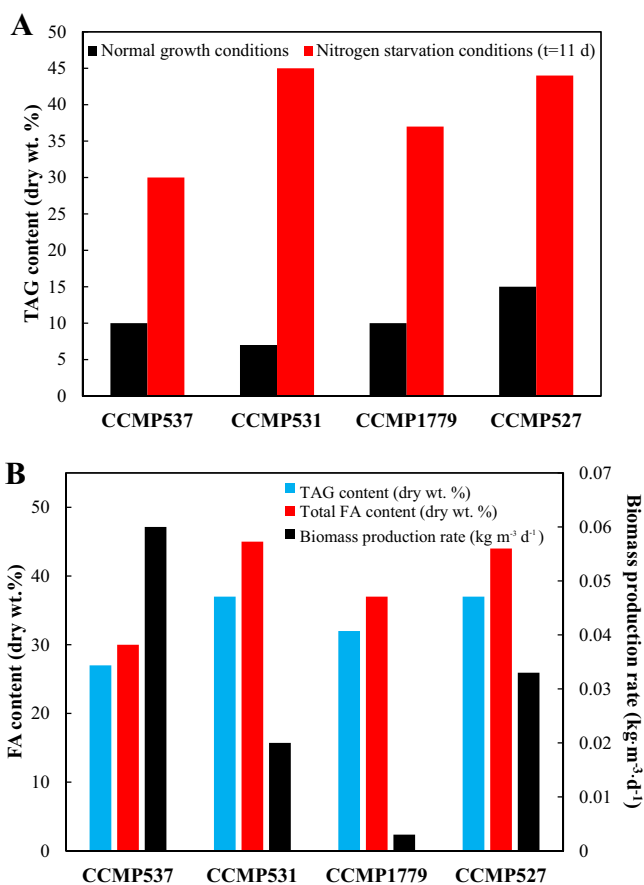 A
TAG content (dry wt. %)
50
45
40
35
30
25
20
15
10
5
0
Normal growth conditions
Nitrogen starvation conditions (t=11 d)
CCMP537 CCMP531 CCMP1779 CCMP527
B
FA content (dry wt.%)
50
40
30
20
10
0
TAG content (dry wt. %)
Total FA content (dry wt. %)
Biomass production rate (kg m⁻³ d⁻¹)
0.07
0.06
0.05
0.04
0.03
0.02
0.01
0
Biomass production rate (kg·m⁻³·d⁻¹)
CCMP537 CCMP531 CCMP1779 CCMP527